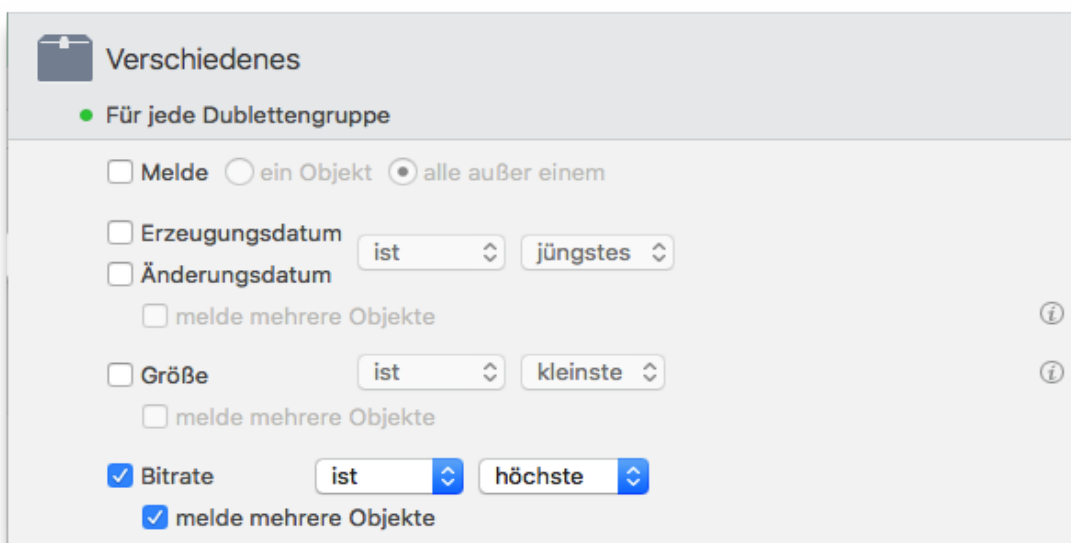 Verschiedenes
Für jede Dublettengruppe
Melde ein Objekt alle außer einem
Erzeugungsdatum
ist jüngstes
Änderungsdatum
melde mehrere Objekte
Größe ist kleinste
melde mehrere Objekte
Bitrate ist höchste
melde mehrere Objekte